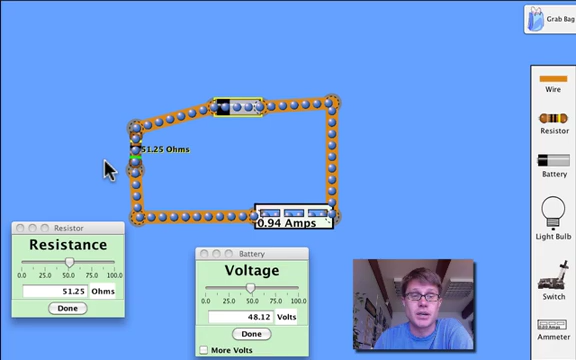 Grab Bag
Wire
Resistor
Battery
Light Bulb
Switch
Ammeter
51.25 Ohms
0.94 Amps
Resistor
Resistance
0.0 25.0 50.0 75.0 100.0
51.25 Ohms
Done
Battery
Voltage
0.0 25.0 50.0 75.0 100.0
48.12 Volts
Done
More Volts